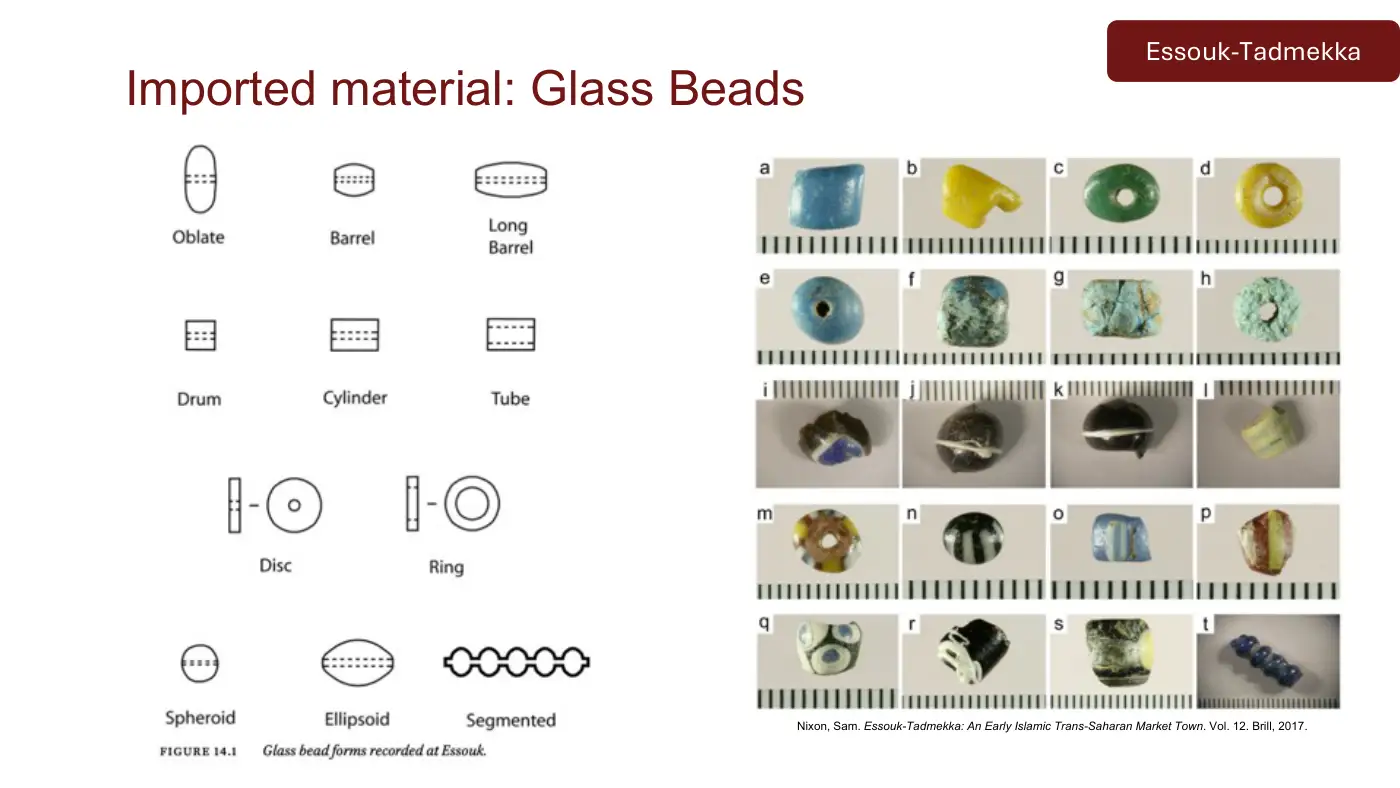 Essouk-Tadmekka
Imported material: Glass Beads
Oblate
Barrel
Long
Barrel
Drum
Cylinder
Tube
Disc
Ring
Spheroid
Ellipsoid
Segmented
FIGURE 14.1 Glass bead forms recorded at Essouk.
a b c d
e f g h
i j k l
m n o p
q r s t
Nixon, Sam. Essouk-Tadmekka: An Early Islamic Trans-Saharan Market Town. Vol. 12. Brill, 2017.